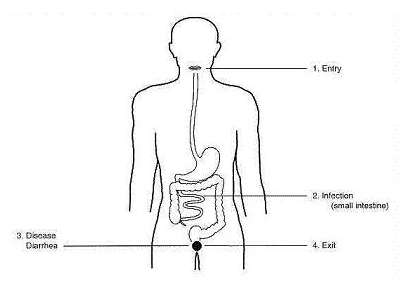 1. Entry
2. Infection
(small intestine)
3. Disease
Diarrhea
4. Exit